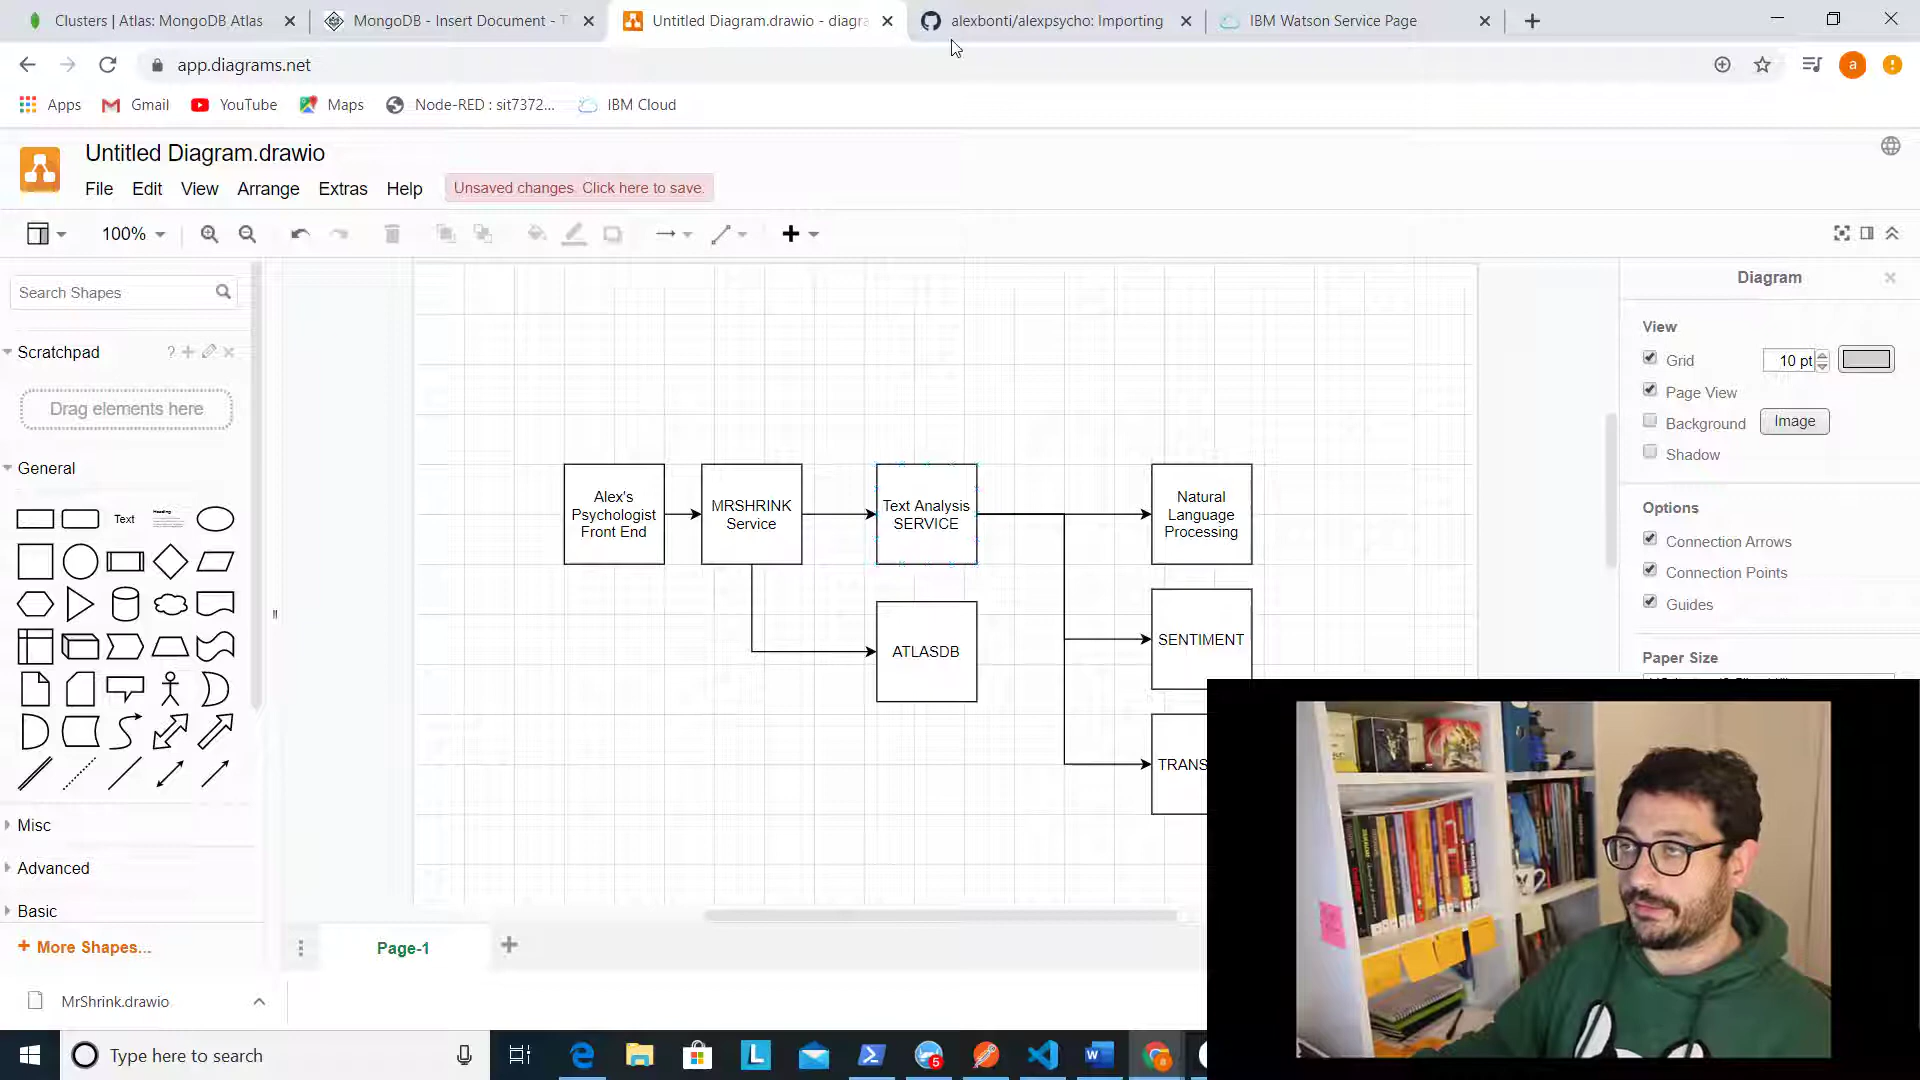 Clusters | Atlas: MongoDB Atlas
MongoDB - Insert Document - T
Untitled Diagram.drawio - diagra
alexbonti/alexpsycho: Importing
IBM Watson Service Page
app.diagrams.net
a
Apps
Gmail
YouTube
Maps
Node-RED : sit7372...
IBM Cloud
Untitled Diagram.drawio
File
Edit
View
Arrange
Extras
Help
Unsaved changes. Click here to save.
100%
Search Shapes
Scratchpad
?
Drag elements here
General
Text
Heading
Misc
Advanced
Basic
+ More Shapes...
Alex's
Psychologist
Front End
MRSHRINK
Service
Text Analysis
SERVICE
Natural
Language
Processing
ATLASDB
SENTIMENT
TRANS
Diagram
View
Grid
10 pt
Page View
Background
Image
Shadow
Options
Connection Arrows
Connection Points
Guides
Paper Size
Page-1
MrShrink.drawio
Type here to search
L
5
a